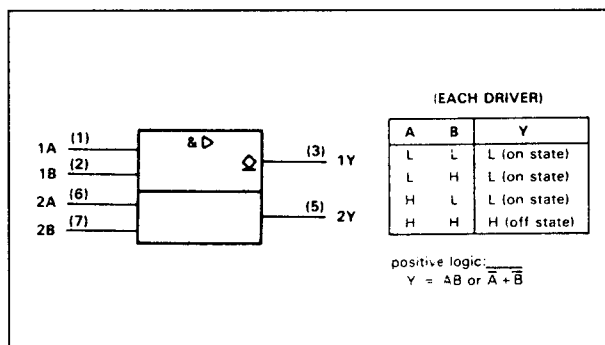 (EACH DRIVER)
A B Y
L L L (on state)
L H L (on state)
H L L (on state)
H H H (off state)
1A (1)
1B (2)
2A (6)
2B (7)
& ▷
(3) 1Y
(5) 2Y
positive logic:
Y = AB or A̅ + B̅